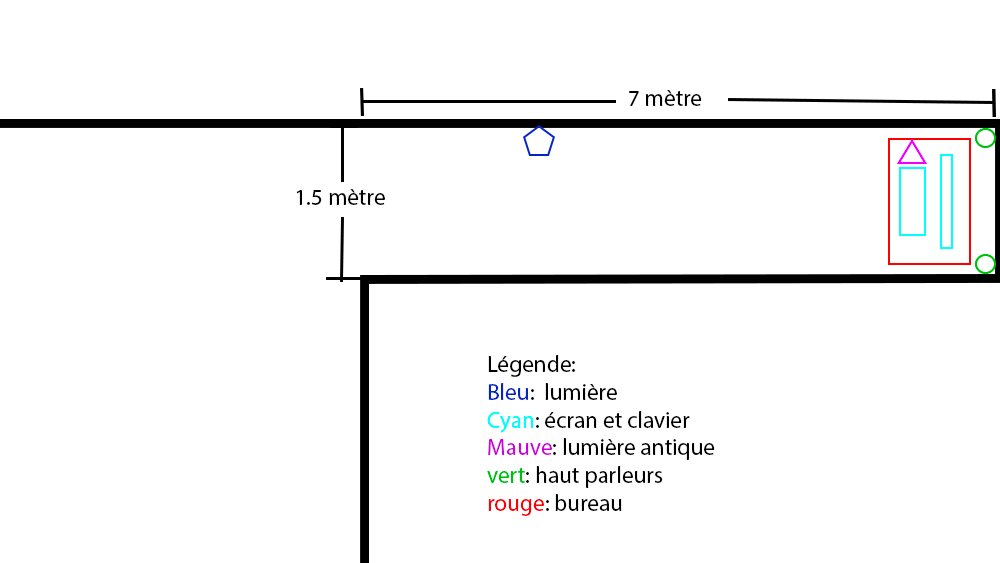 7 mètre
1.5 mètre
Légende:
Bleu: lumière
Cyan: écran et clavier
Mauve: lumière antique
vert: haut parleurs
rouge: bureau